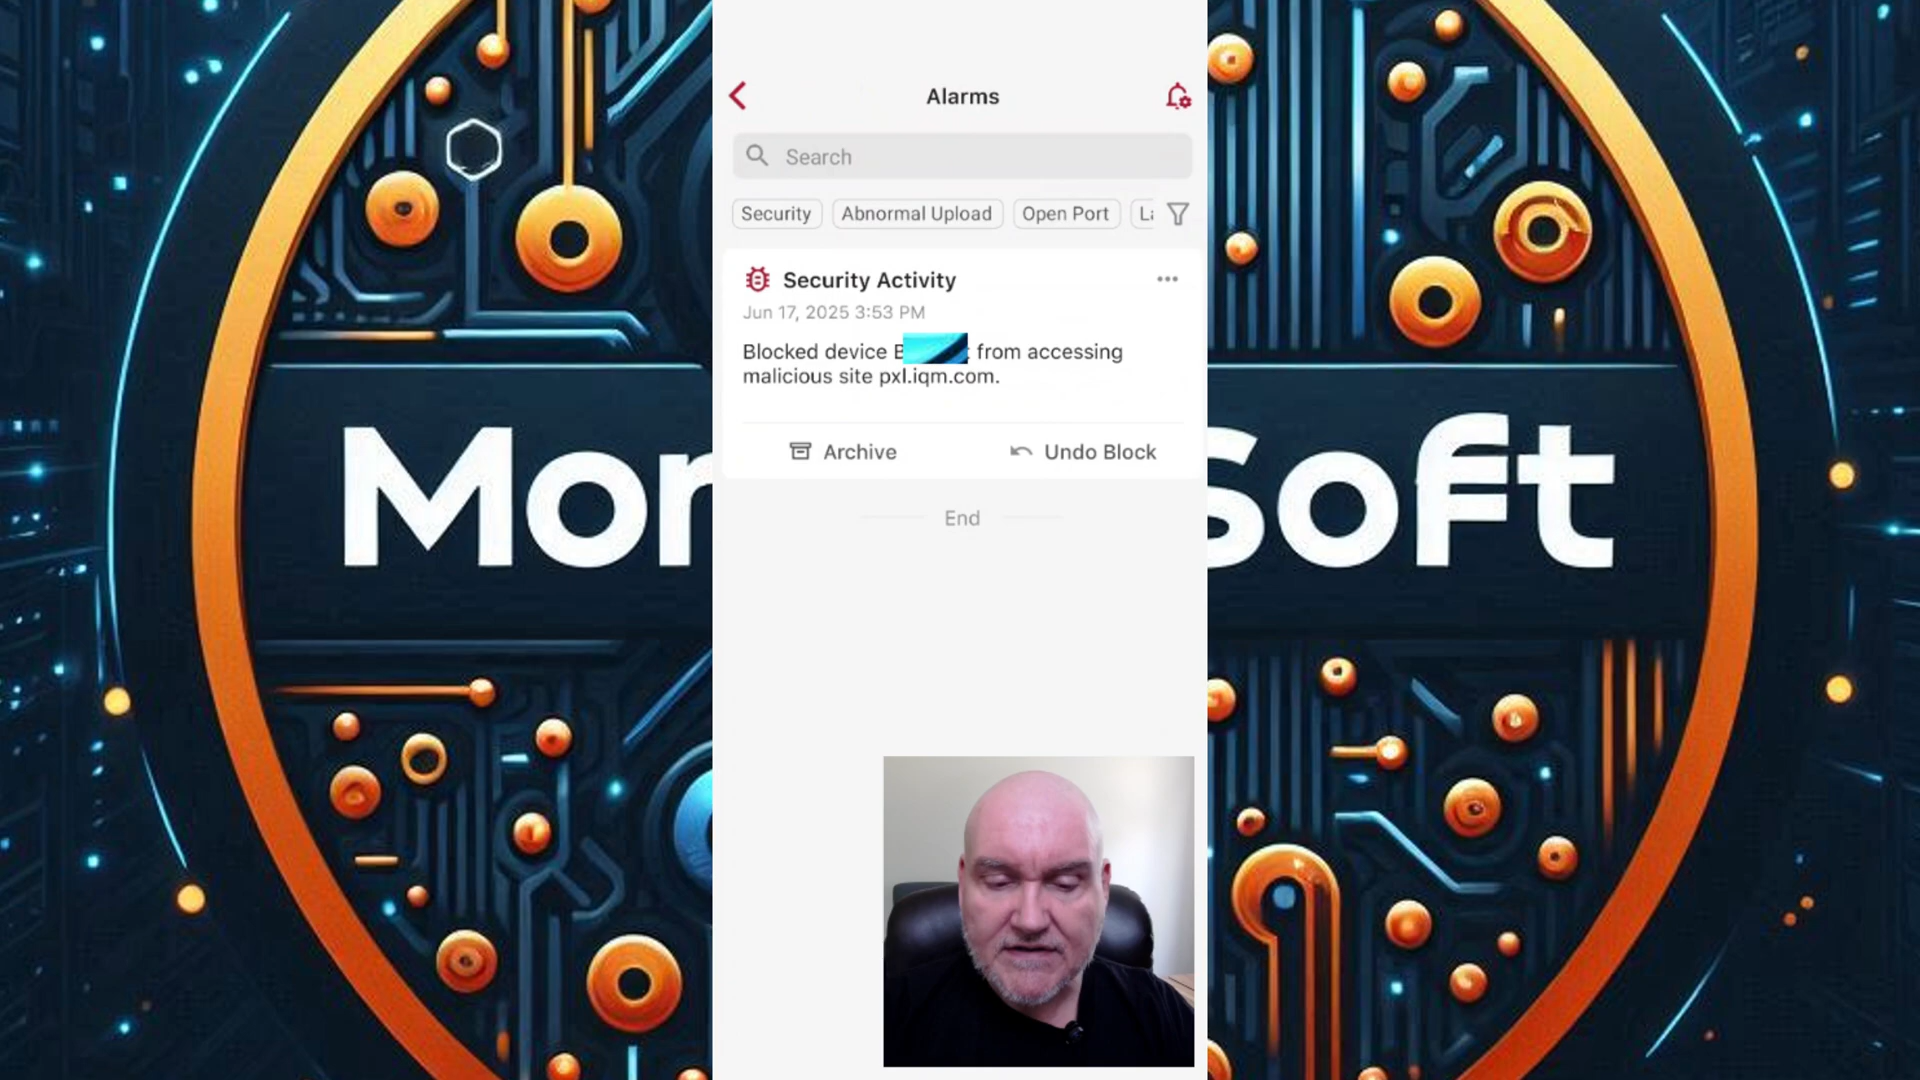 Alarms
Search
Security Abnormal Upload Open Port
Security Activity
Jun 17, 2025 3:53 PM
Blocked device from accessing
malicious site pxl.iqm.com.
Archive Undo Block
End
Soft